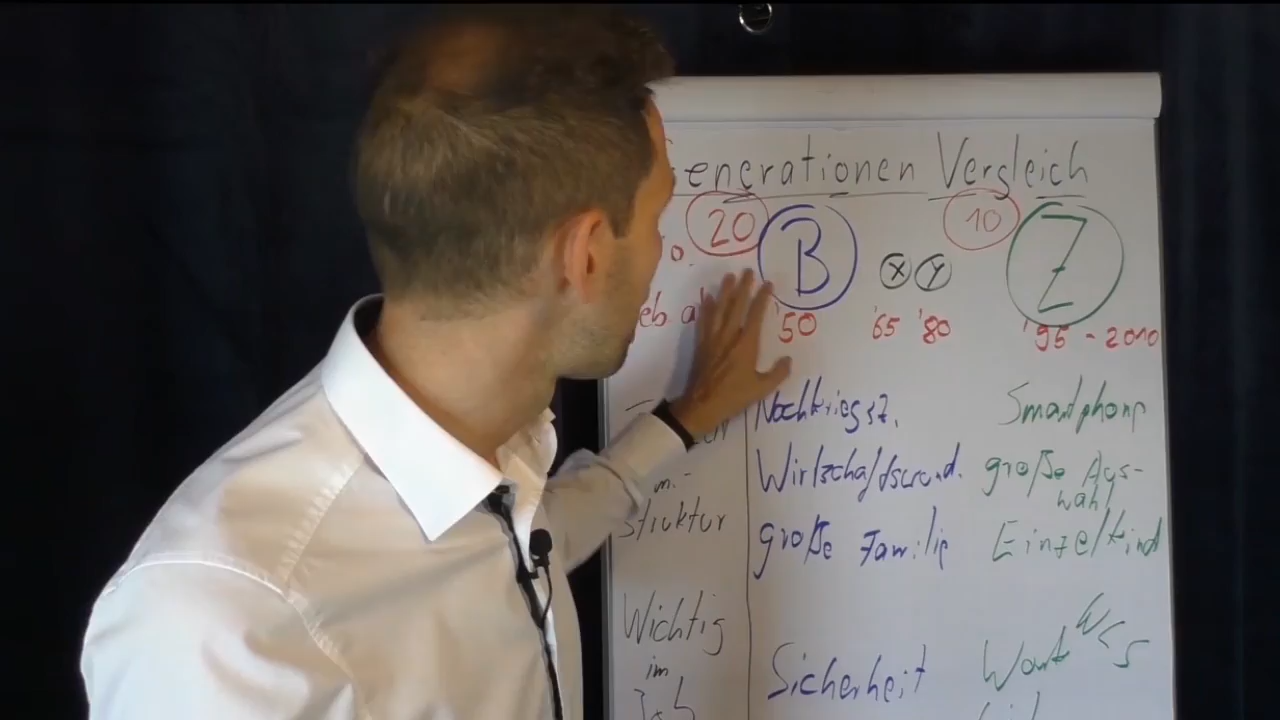 Generationen Vergleich
20 B X Y 10 Z
'50 '65 '80 '95 - 2010
Nachkriegsz. Smartphone
Wirtschaftswund. große Aus-
wahl
Struktur große Familie Einzelkind
Wichtig
im Sicherheit
Job